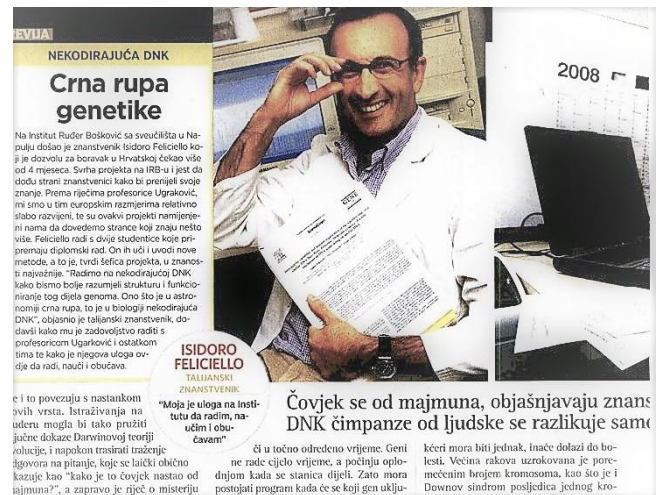 EVIJA
NEKODIRAJUĆA DNK
Crna rupa
genetike
Na Institut Ruđer Bošković sa sveučilišta u Na-
pulju došao je znanstvenik Isidoro Feliciello ko-
ji je dozvolu za boravak u Hrvatskoj čekao više
od 4 mjeseca. Svrha projekta na IRB-u i jest da
dođu strani znanstvenici kako bi prenijeli svoje
znanje. Prema riječima profesorice Ugraković,
mi smo u tim europskim razmjerima relativno
slabo razvijeni, te su ovakvi projekti namijenje-
ni nama da dovedemo strance koji znaju nešto
više. Feliciello radi s dvije studentice koje pri-
premaju diplomski rad. On ih uči i uvodi nove
metode, a to je, tvrdi šefica projekta, u znanos-
ti najvažnije. "Radimo na nekodirajućoj DNK
kako bismo bolje razumjeli strukturu i funkcio-
niranje tog dijela genoma. Ono što je u astro-
nomiji crna rupa, to je u biologiji nekodirajuća
DNK", objasnio je talijanski znanstvenik, do-
davši kako mu je zadovoljstvo raditi s
profesoricom Ugarković i ostatkom
tima te kako je njegova uloga ov-
dje da radi, nauči i obučava.
ISIDORO
FELICIELLO
TALIJANSKI
ZNANSTVENIK
"Moja je uloga na Insti-
tutu da radim, na-
učim i obu-
čavam"
GENE
2008
e i to povezuju s nastankom
ovih vrsta. Istraživanja na
uđeru mogla bi tako pružiti
jučne dokaze Darwinovoj teoriji
volucije, i napokon trasirati traženje
dgovora na pitanje, koje se laički obično
kazuje kao "kako je to čovjek nastao od
majmuna?", a zapravo je riječ o misteriju
Čovjek se od majmuna, objašnjavaju znans
DNK čimpanze od ljudske se razlikuje samo
či u točno određeno vrijeme. Geni
ne rade cijelo vrijeme, a počinju oplo-
dnjom kada se stanica dijeli. Zato mora
postojati program kada će se koji gen uklju-
kćeri mora biti jednak, inače dolazi do bo-
lesti. Većina rakova uzrokovana je pore-
mećenim brojem kromosoma, kao što je i
Downov sindrom posljedica jednog kro-